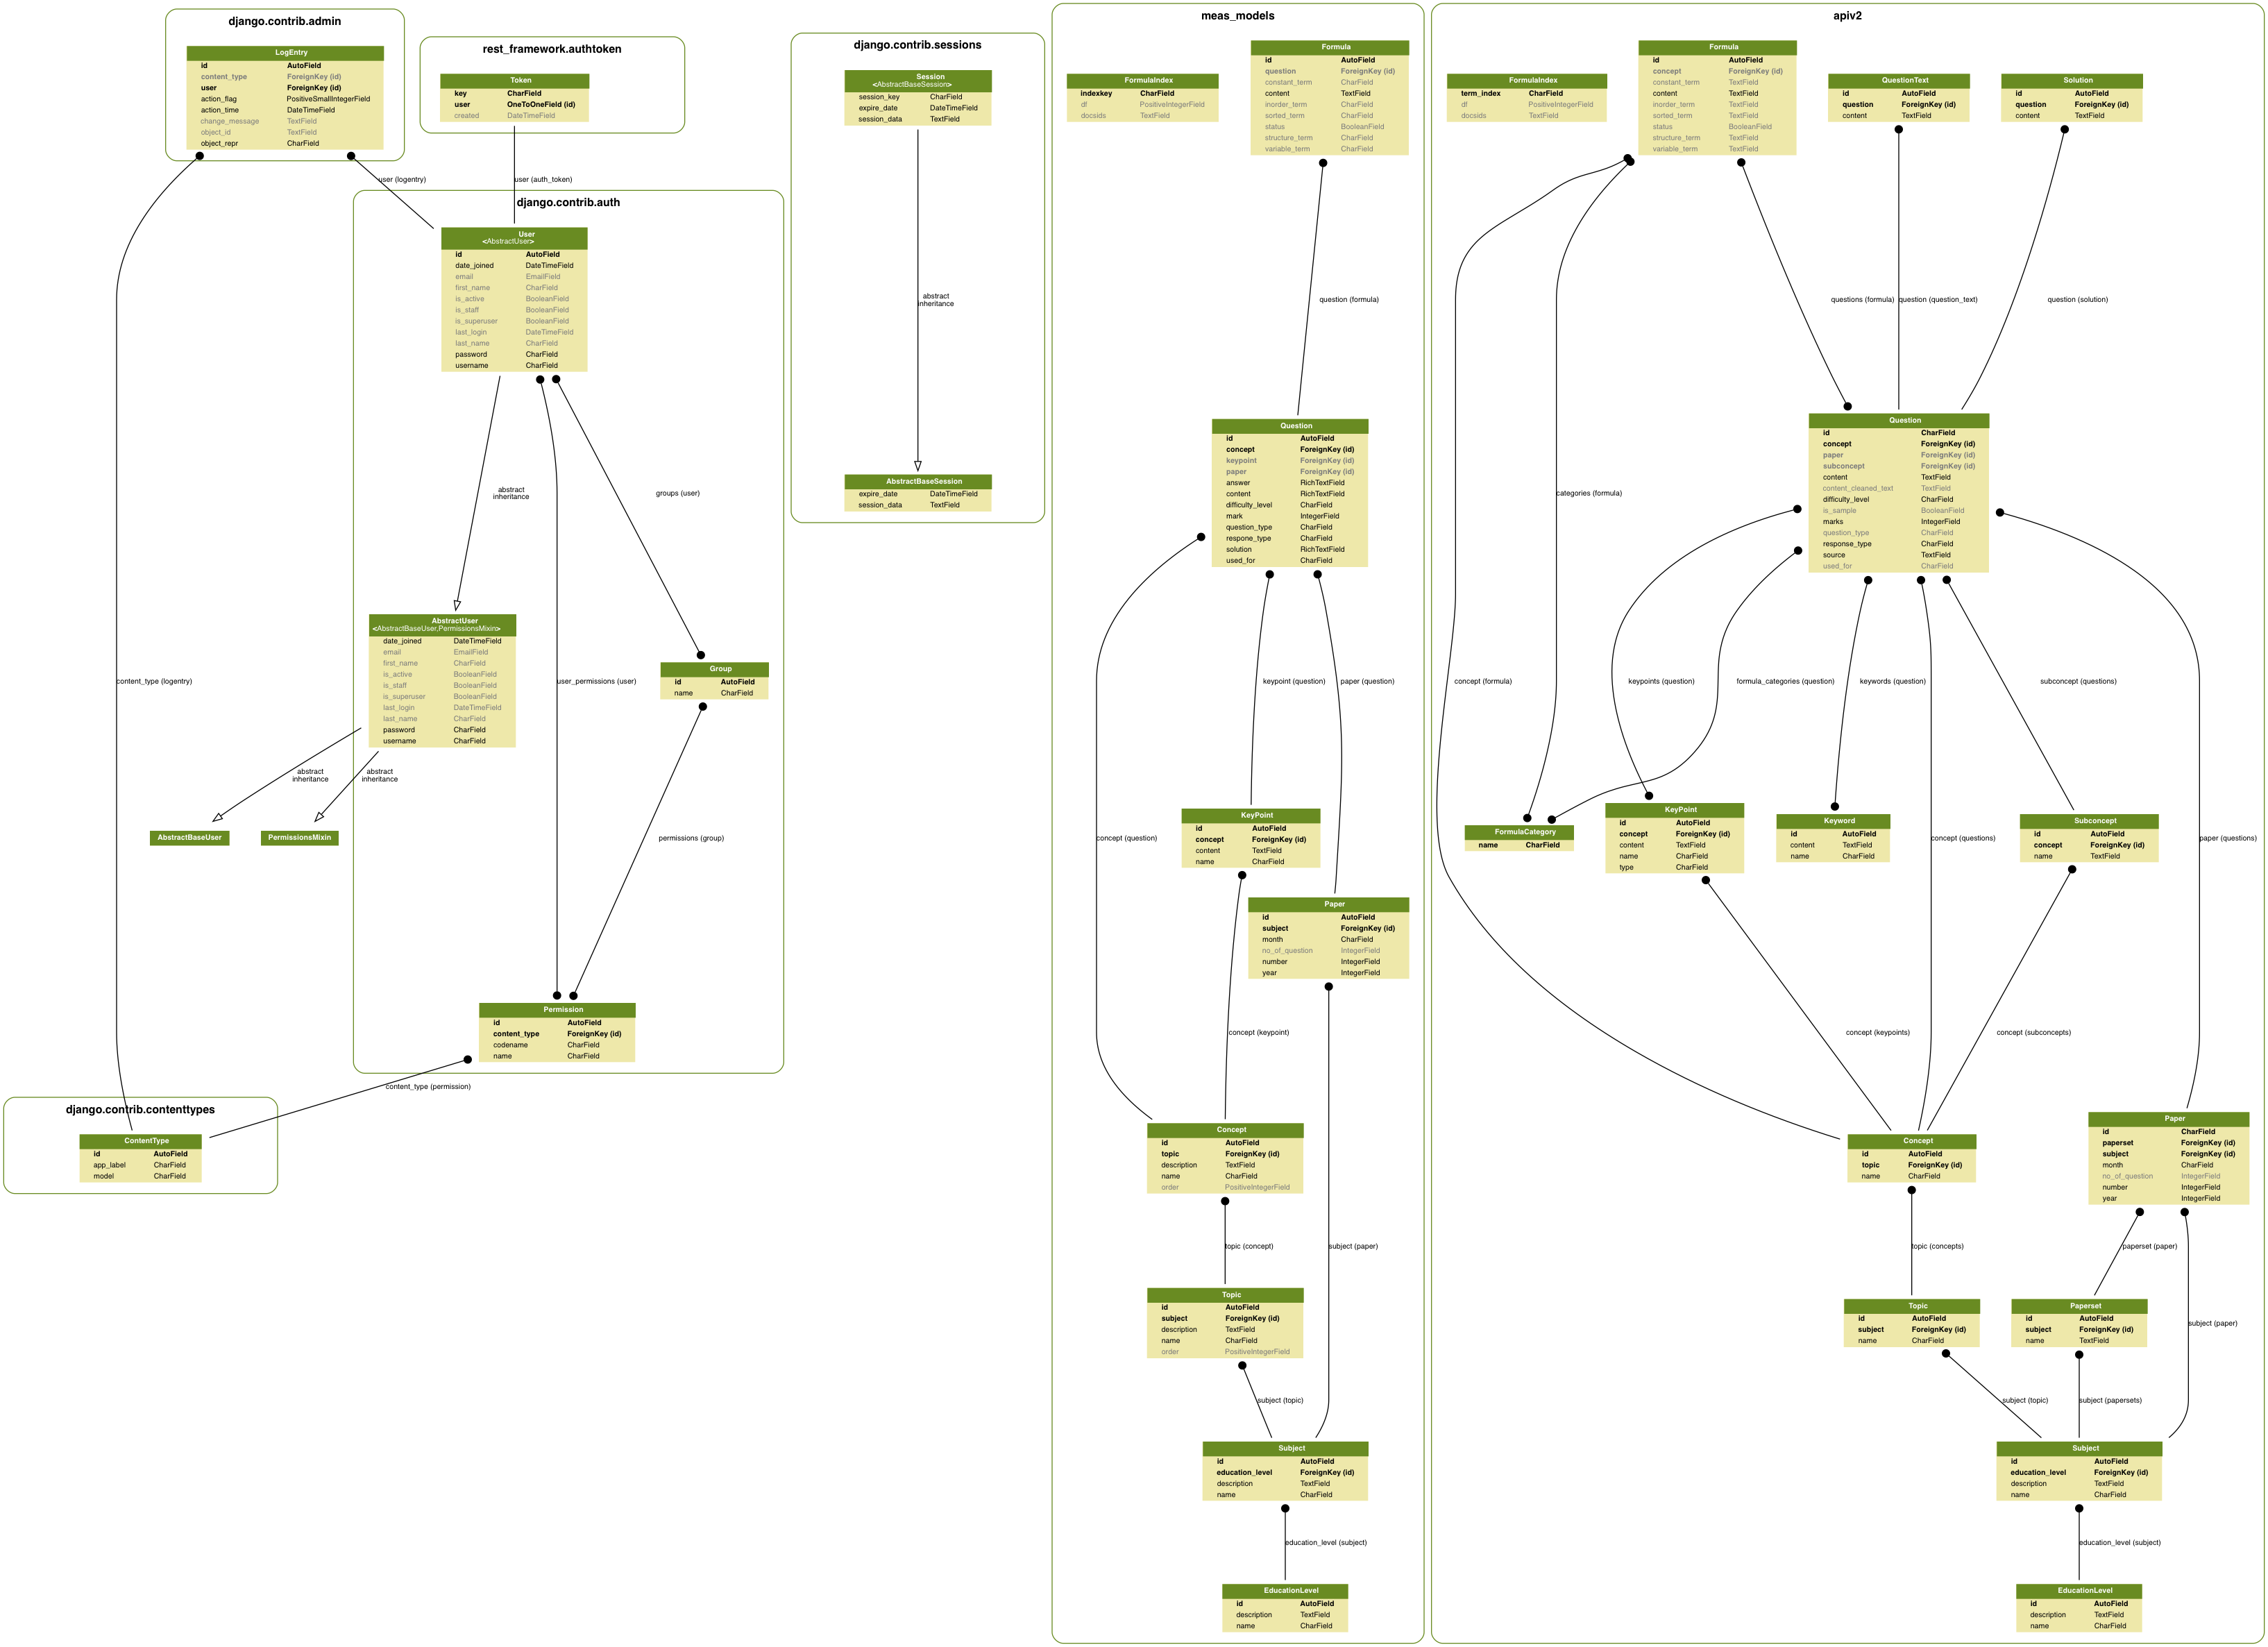 django.contrib.admin
LogEntry
id AutoField
content_type ForeignKey (id)
user ForeignKey (id)
action_flag PositiveSmallIntegerField
action_time DateTimeField
change_message TextField
object_id TextField
object_repr CharField
rest_framework.authtoken
Token
key CharField
user OneToOneField (id)
created DateTimeField
user (logentry)
user (auth_token)
django.contrib.auth
User
<AbstractUser>
id AutoField
date_joined DateTimeField
email EmailField
first_name CharField
is_active BooleanField
is_staff BooleanField
is_superuser BooleanField
last_login DateTimeField
last_name CharField
password CharField
username CharField
abstract
inheritance
groups (user)
AbstractUser
<AbstractBaseUser,PermissionsMixin>
date_joined DateTimeField
email EmailField
first_name CharField
is_active BooleanField
is_staff BooleanField
is_superuser BooleanField
last_login DateTimeField
last_name CharField
password CharField
username CharField
content_type (logentry)
user_permissions (user)
Group
id AutoField
name CharField
abstract
inheritance
abstract
inheritance
AbstractBaseUser
PermissionsMixin
permissions (group)
Permission
id AutoField
content_type ForeignKey (id)
codename CharField
name CharField
content_type (permission)
django.contrib.contenttypes
ContentType
id AutoField
app_label CharField
model CharField
django.contrib.sessions
Session
<AbstractBaseSession>
session_key CharField
expire_date DateTimeField
session_data TextField
abstract
inheritance
AbstractBaseSession
expire_date DateTimeField
session_data TextField
meas_models
FormulaIndex
indexkey CharField
df PositiveIntegerField
docsids TextField
Formula
id AutoField
question ForeignKey (id)
constant_term CharField
content TextField
inorder_term CharField
sorted_term CharField
status BooleanField
structure_term CharField
variable_term CharField
question (formula)
Question
id AutoField
concept ForeignKey (id)
keypoint ForeignKey (id)
paper ForeignKey (id)
answer RichTextField
content RichTextField
difficulty_level CharField
mark IntegerField
question_type CharField
respone_type CharField
solution RichTextField
used_for CharField
keypoint (question)
paper (question)
concept (question)
KeyPoint
id AutoField
concept ForeignKey (id)
content TextField
name CharField
Paper
id AutoField
subject ForeignKey (id)
month CharField
no_of_question IntegerField
number IntegerField
year IntegerField
concept (keypoint)
Concept
id AutoField
topic ForeignKey (id)
description TextField
name CharField
order PositiveIntegerField
topic (concept)
subject (paper)
Topic
id AutoField
subject ForeignKey (id)
description TextField
name CharField
order PositiveIntegerField
subject (topic)
Subject
id AutoField
education_level ForeignKey (id)
description TextField
name CharField
education_level (subject)
EducationLevel
id AutoField
description TextField
name CharField
apiv2
FormulaIndex
term_index CharField
df PositiveIntegerField
docsids TextField
Formula
id AutoField
concept ForeignKey (id)
constant_term TextField
content TextField
inorder_term TextField
sorted_term TextField
status BooleanField
structure_term TextField
variable_term TextField
QuestionText
id AutoField
question ForeignKey (id)
content TextField
Solution
id AutoField
question ForeignKey (id)
content TextField
questions (formula)
question (question_text)
question (solution)
Question
id CharField
concept ForeignKey (id)
paper ForeignKey (id)
subconcept ForeignKey (id)
content TextField
content_cleaned_text TextField
difficulty_level CharField
is_sample BooleanField
marks IntegerField
question_type CharField
response_type CharField
source TextField
used_for CharField
categories (formula)
concept (formula)
keypoints (question)
formula_categories (question)
keywords (question)
subconcept (questions)
FormulaCategory
name CharField
KeyPoint
id AutoField
concept ForeignKey (id)
content TextField
name CharField
type CharField
Keyword
id AutoField
content TextField
name CharField
concept (questions)
Subconcept
id AutoField
concept ForeignKey (id)
name TextField
paper (questions)
concept (keypoints)
concept (subconcepts)
Concept
id AutoField
topic ForeignKey (id)
name CharField
Paper
id CharField
paperset ForeignKey (id)
subject ForeignKey (id)
month CharField
no_of_question IntegerField
number IntegerField
year IntegerField
topic (concepts)
paperset (paper)
Topic
id AutoField
subject ForeignKey (id)
name CharField
Paperset
id AutoField
subject ForeignKey (id)
name TextField
subject (paper)
subject (topic)
subject (papersets)
Subject
id AutoField
education_level ForeignKey (id)
description TextField
name CharField
education_level (subject)
EducationLevel
id AutoField
description TextField
name CharField